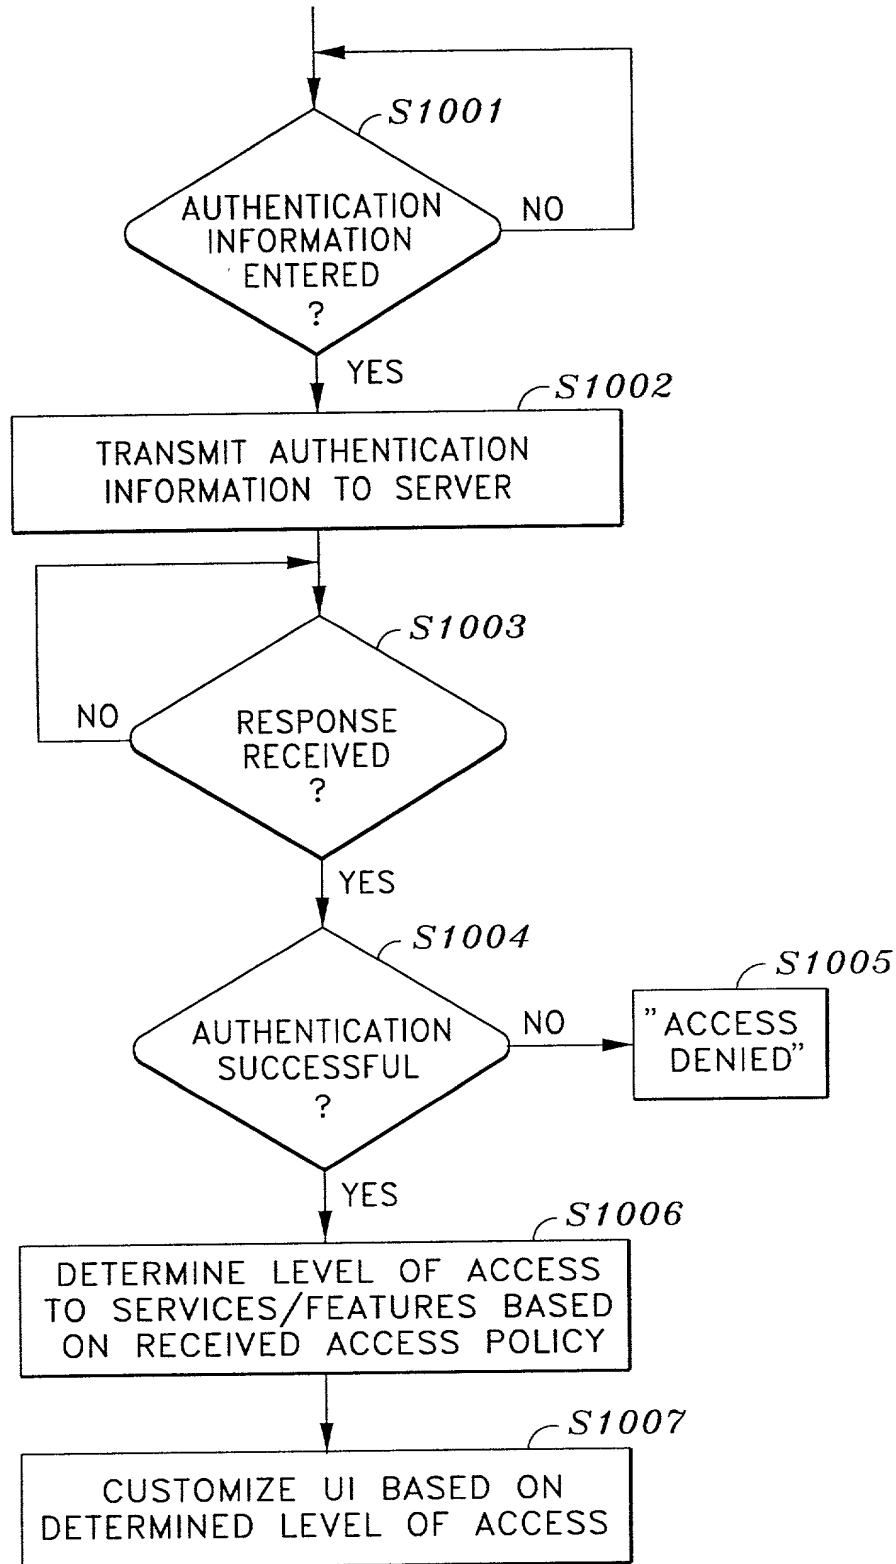 S1001
AUTHENTICATION
INFORMATION
ENTERED
?
NO
YES
S1002
TRANSMIT AUTHENTICATION
INFORMATION TO SERVER
S1003
NO
RESPONSE
RECEIVED
?
YES
S1004
AUTHENTICATION
SUCCESSFUL
?
NO
S1005
"ACCESS
DENIED"
YES
S1006
DETERMINE LEVEL OF ACCESS
TO SERVICES/FEATURES BASED
ON RECEIVED ACCESS POLICY
S1007
CUSTOMIZE UI BASED ON
DETERMINED LEVEL OF ACCESS